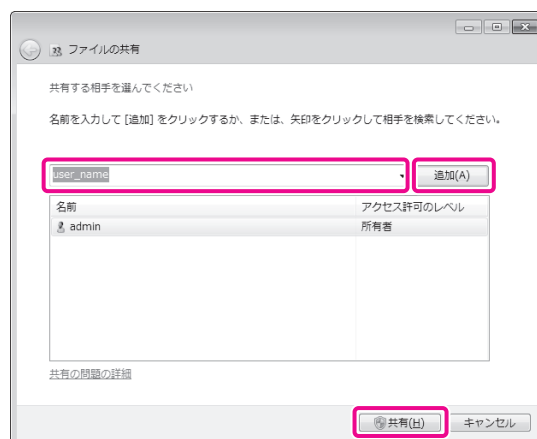 ファイルの共有
共有する相手を選んでください
名前を入力して [追加] をクリックするか、または、矢印をクリックして相手を検索してください。
user_name
追加(A)
名前 アクセス許可のレベル
admin 所有者
共有の問題の詳細
共有(H) キャンセル